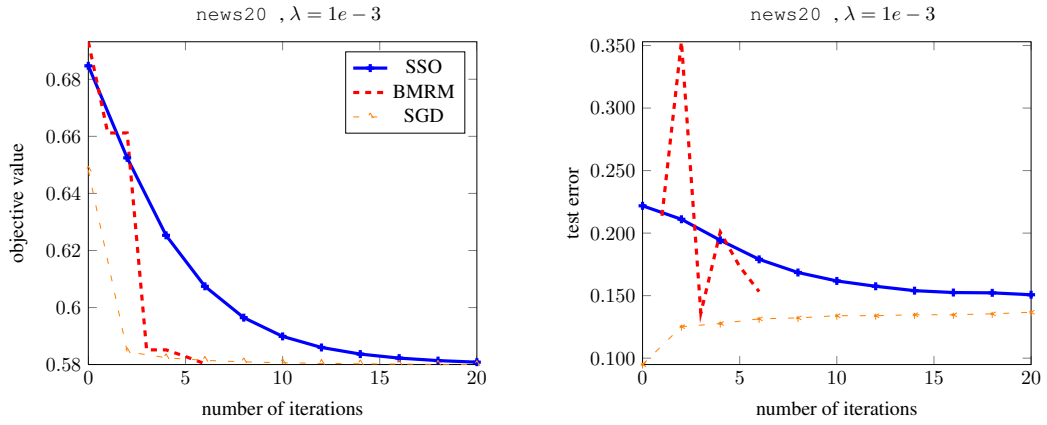 news20 , λ = 1e − 3
objective value
0.68
0.66
0.64
0.62
0.6
0.58
SSO
BMRM
SGD
0 5 10 15 20
number of iterations
news20 , λ = 1e − 3
test error
0.350
0.300
0.250
0.200
0.150
0.100
0 5 10 15 20
number of iterations